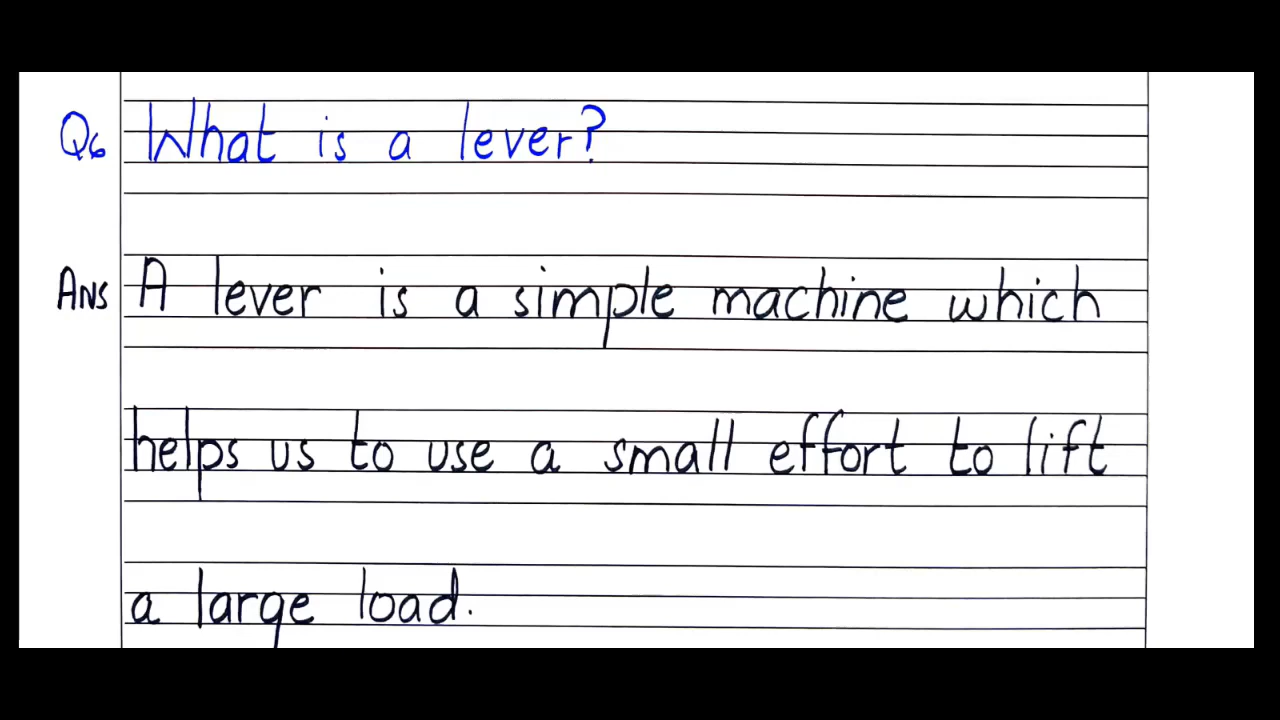 Q6 What is a lever?
Ans A lever is a simple machine which
helps us to use a small effort to lift
a large load.